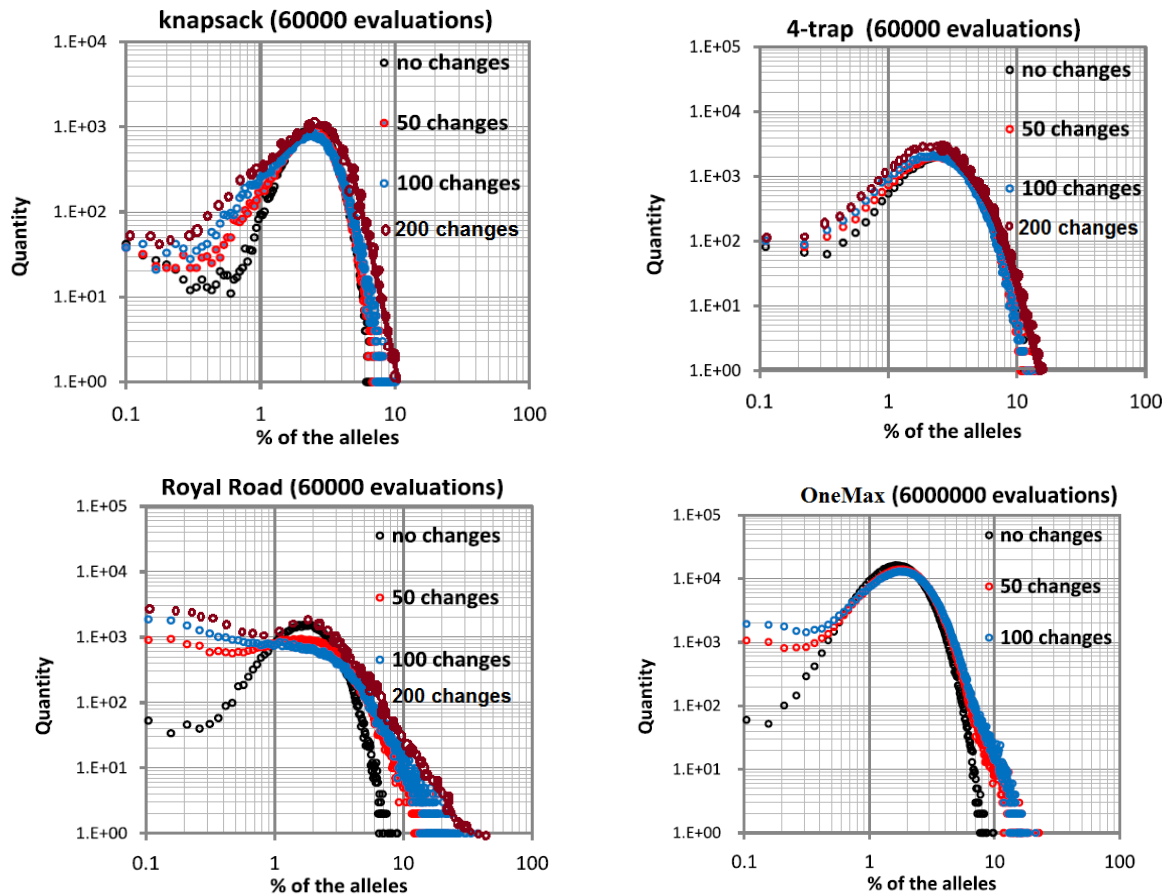 knapsack (60000 evaluations)
1.E+04
1.E+03
1.E+02
1.E+01
1.E+00
Quantity
no changes
50 changes
100 changes
200 changes
0.1
1
10
100
% of the alleles
4-trap (60000 evaluations)
1.E+05
1.E+04
1.E+03
1.E+02
1.E+01
1.E+00
Quantity
no changes
50 changes
100 changes
200 changes
0.1
1
10
100
% of the alleles
Royal Road (60000 evaluations)
1.E+05
1.E+04
1.E+03
1.E+02
1.E+01
1.E+00
Quantity
no changes
50 changes
100 changes
200 changes
0.1
1
10
100
% of the alleles
OneMax (6000000 evaluations)
1.E+05
1.E+04
1.E+03
1.E+02
1.E+01
1.E+00
Quantity
no changes
50 changes
100 changes
0.1
1
10
100
% of the alleles